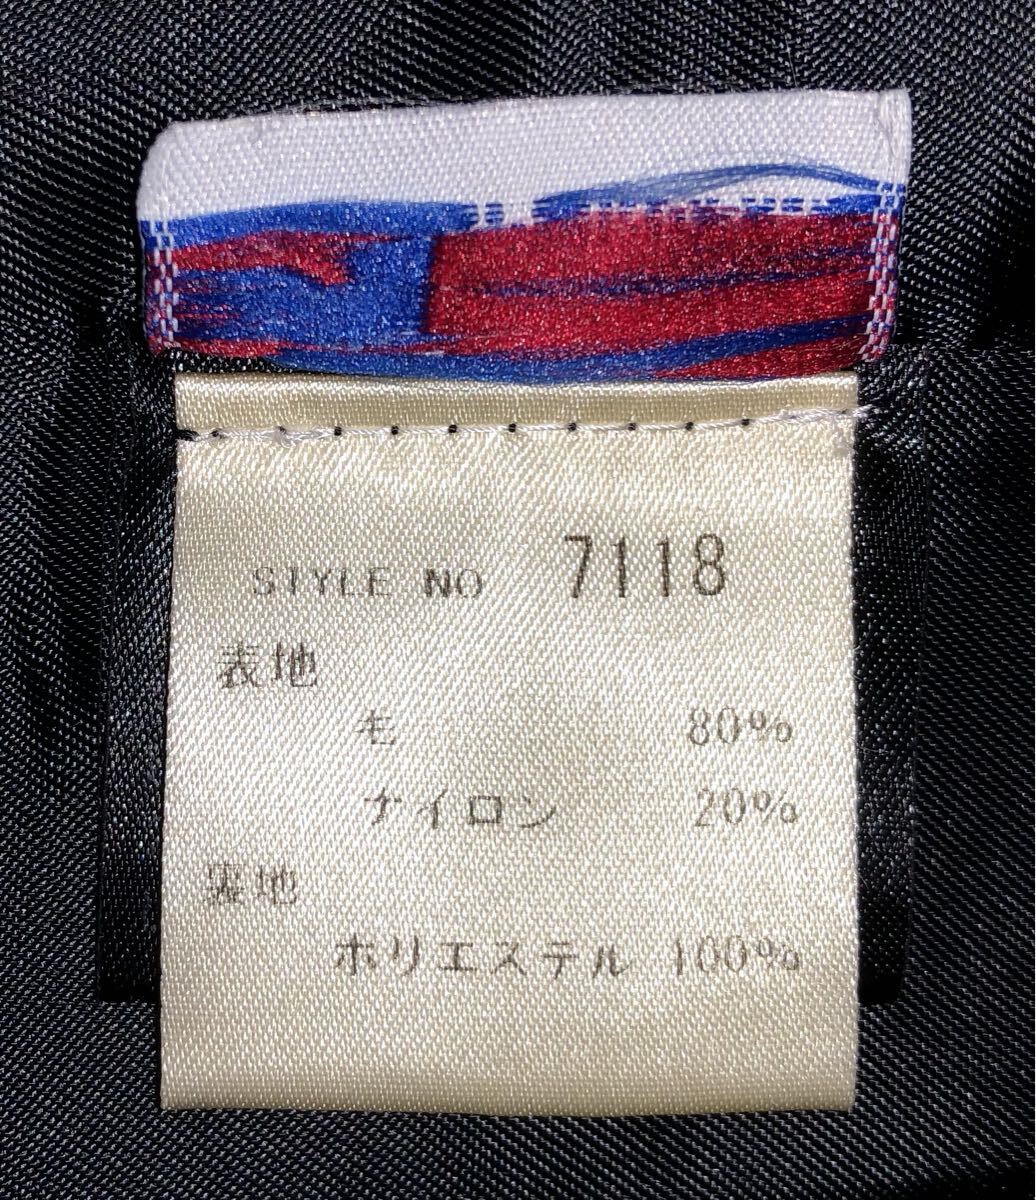 STYLE NO 7118
表地
毛 80%
ナイロン 20%
裏地
ポリエステル 100%